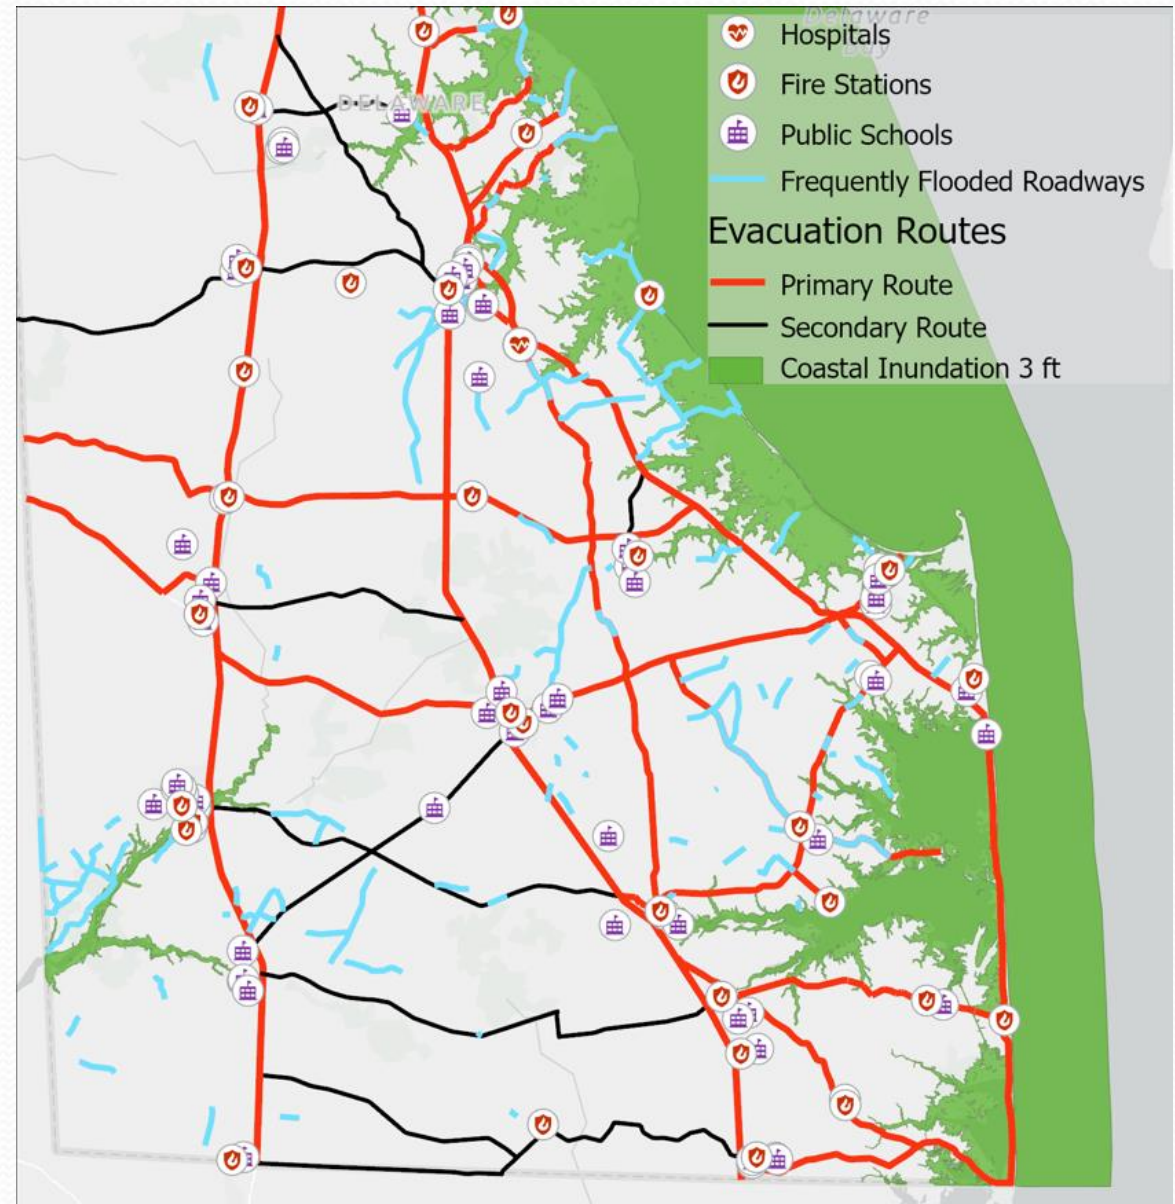 Delaware
Bay
Hospitals
Fire Stations
DELAWARE
Public Schools
Frequently Flooded Roadways
Evacuation Routes
Primary Route
Secondary Route
Coastal Inundation 3 ft